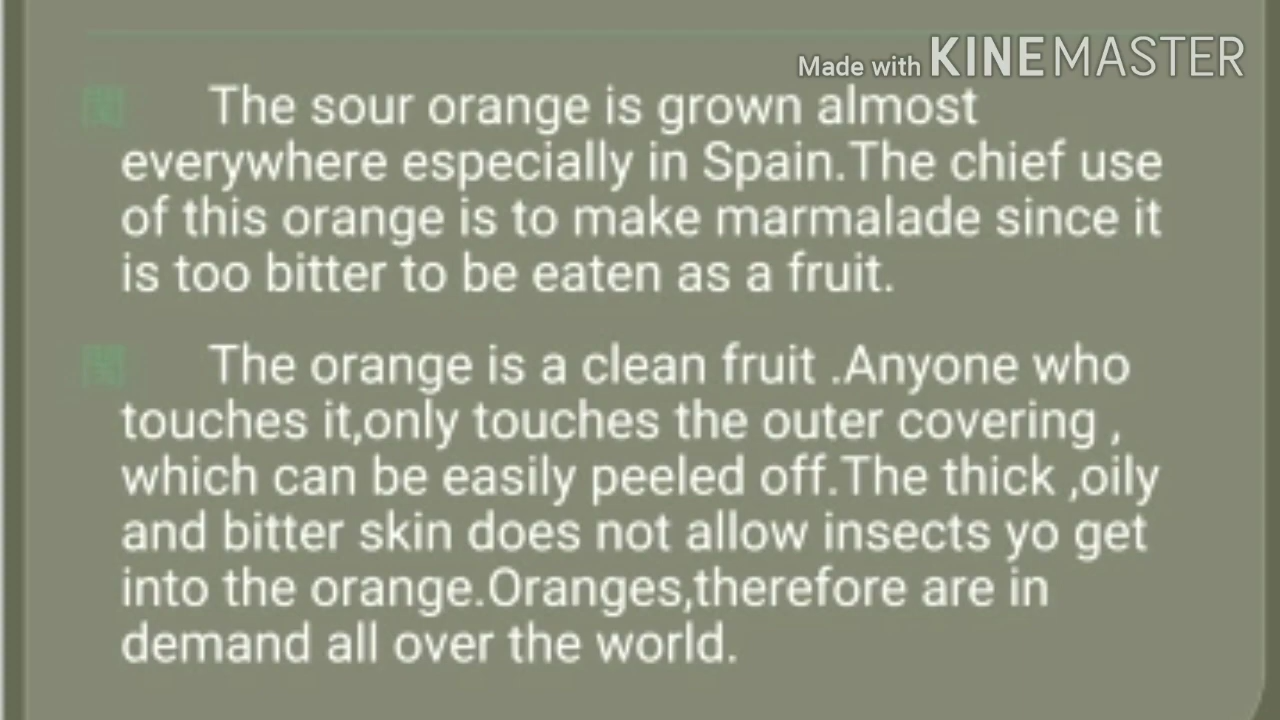 Made with KINEMASTER
The sour orange is grown almost
everywhere especially in Spain.The chief use
of this orange is to make marmalade since it
is too bitter to be eaten as a fruit.
The orange is a clean fruit .Anyone who
touches it,only touches the outer covering ,
which can be easily peeled off.The thick ,oily
and bitter skin does not allow insects yo get
into the orange.Oranges,therefore are in
demand all over the world.